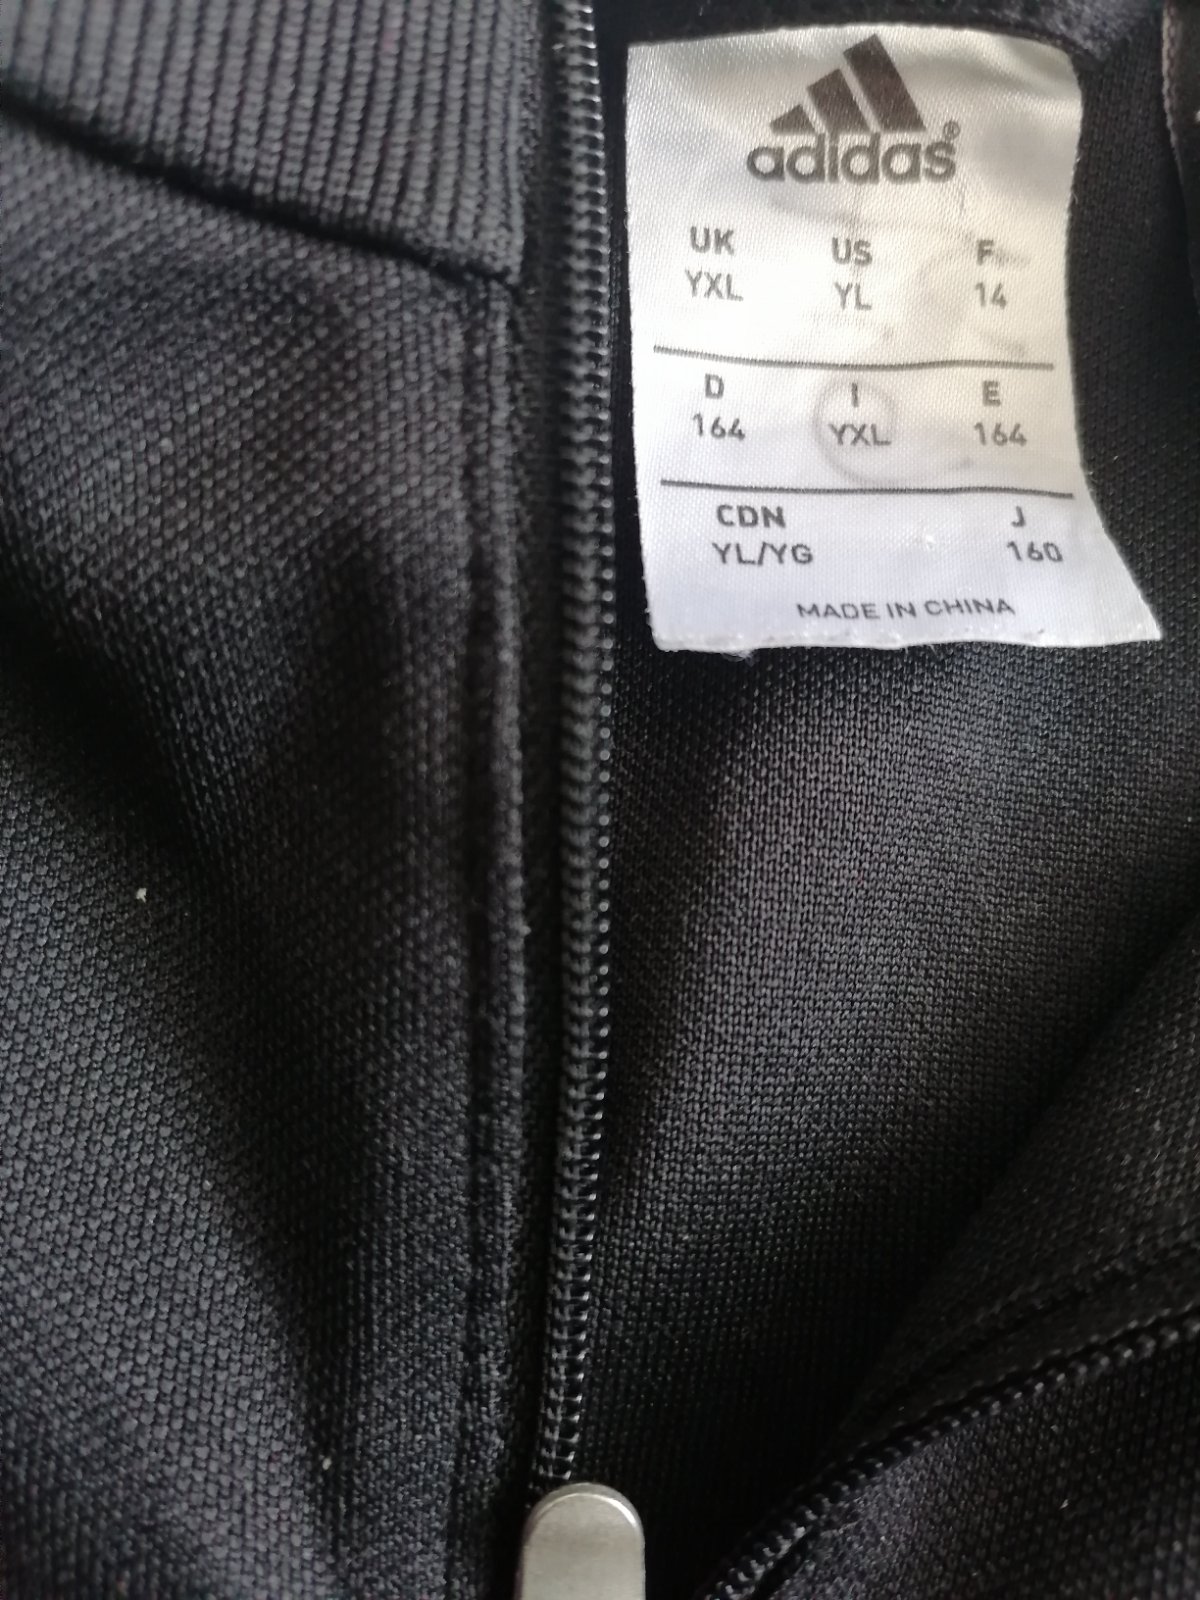 adidas®
UK US F
YXL YL 14
D I E
164 YXL 164
CDN J
YL/YG 160
MADE IN CHINA